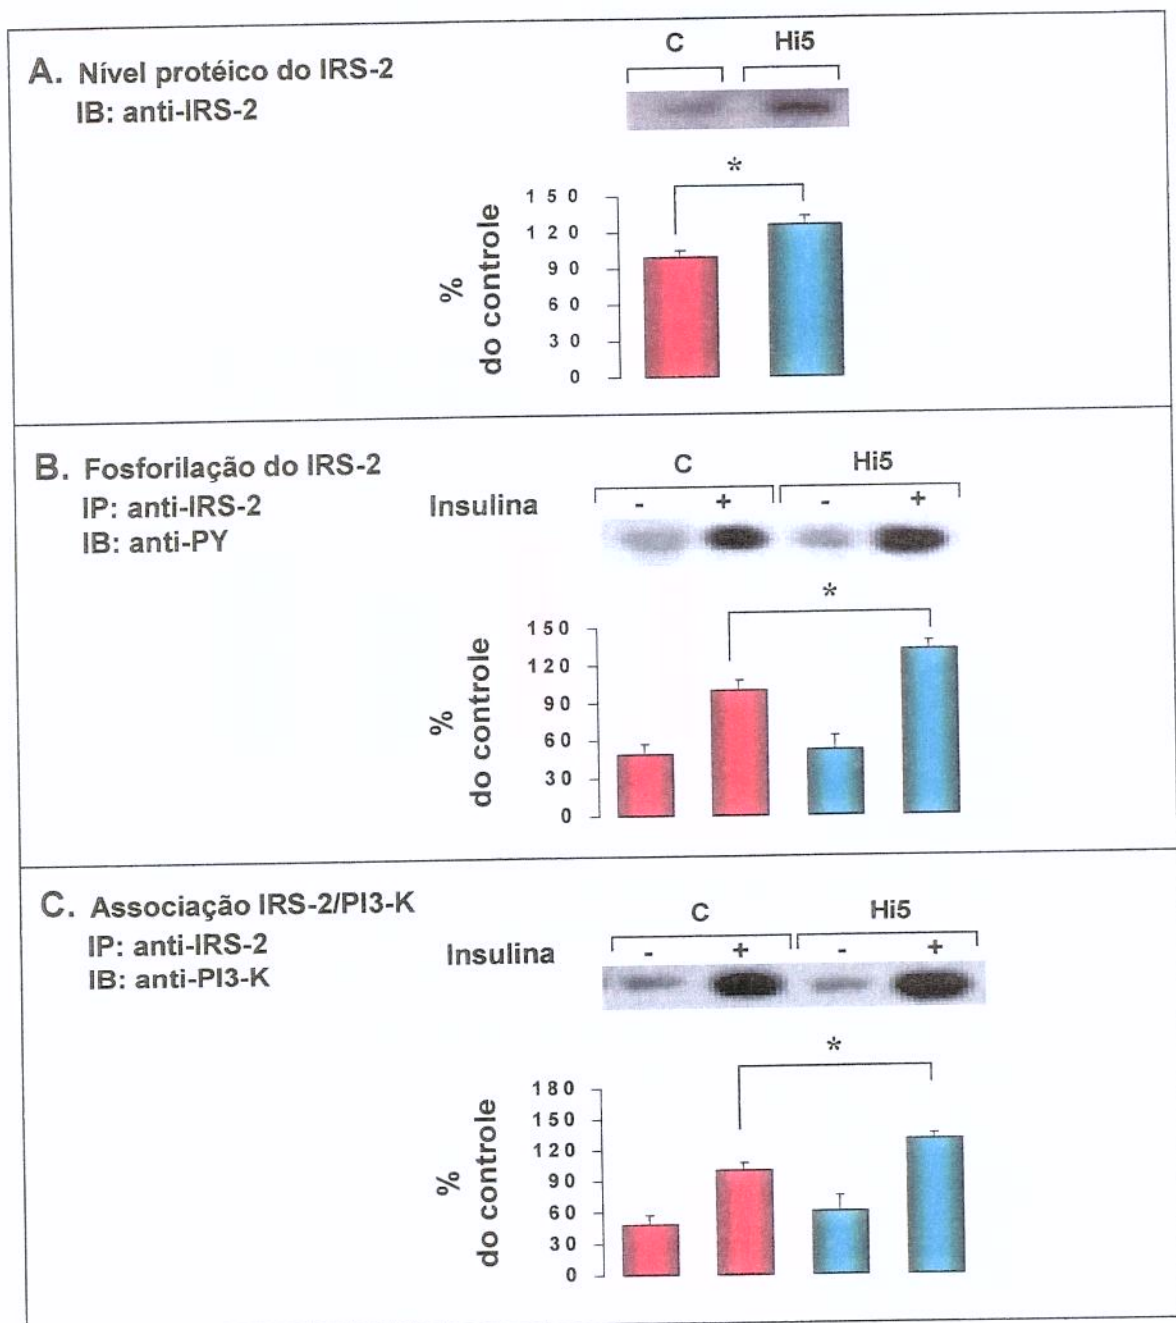 C Hi5
A. Nível protéico do IRS-2
IB: anti-IRS-2
*
% do controle
150
120
90
60
30
0
B. Fosforilação do IRS-2
IP: anti-IRS-2
IB: anti-PY
C Hi5
Insulina - + - +
*
% do controle
150
120
90
60
30
0
C. Associação IRS-2/PI3-K
IP: anti-IRS-2
IB: anti-PI3-K
C Hi5
Insulina - + - +
*
% do controle
180
150
120
90
60
30
0